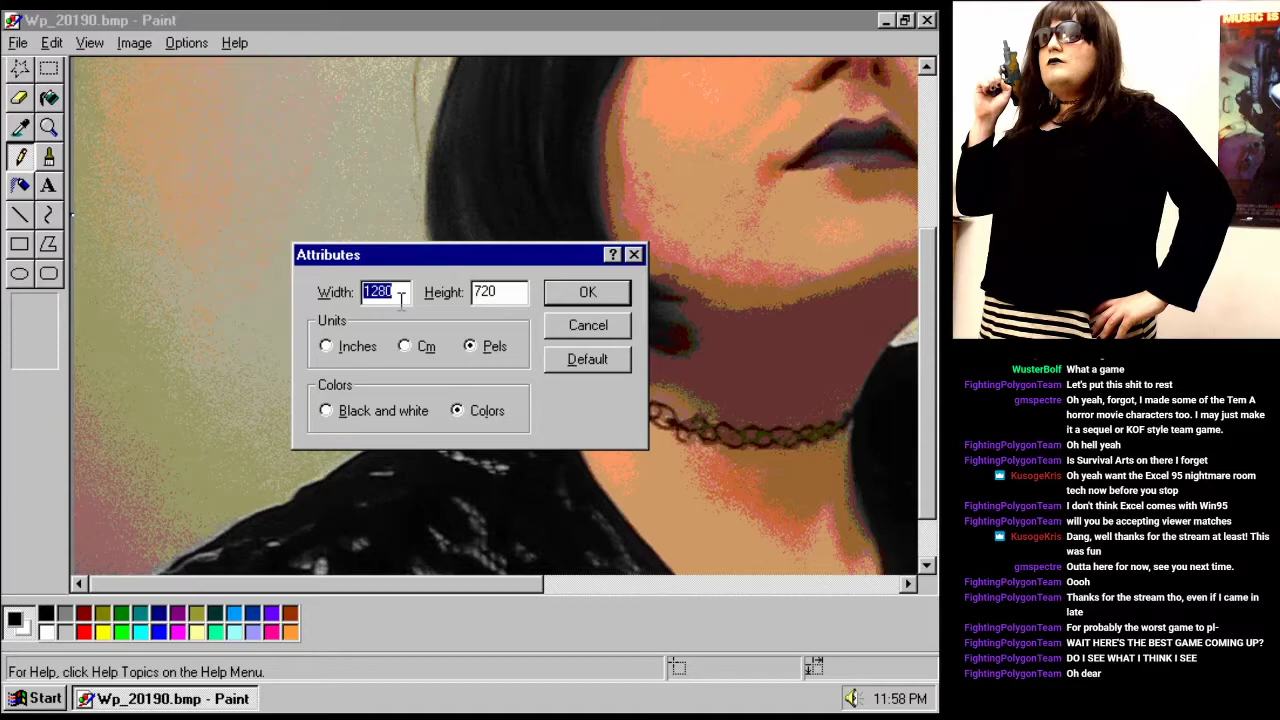 Wp_20190.bmp - Paint
File Edit View Image Options Help
Attributes
Width: 1280 Height: 720 OK
Units
Inches Cm Pels
Cancel
Default
Colors
Black and white Colors
For Help, click Help Topics on the Help Menu.
Start Wp_20190.bmp - Paint 11:58 PM
MUSIC IS
WusterBolf What a game
FightingPolygonTeam Let's put this shit to rest
gmspectre Oh yeah, forgot, I made some of the Tem A
horror movie characters too. I may just make
it a sequel or KOF style team game.
FightingPolygonTeam Oh hell yeah
FightingPolygonTeam Is Survival Arts on there I forget
KusogeKris Oh yeah want the Excel 95 nightmare room
tech now before you stop
FightingPolygonTeam I don't think Excel comes with Win95
FightingPolygonTeam will you be accepting viewer matches
KusogeKris Dang, well thanks for the stream at least! This
was fun
gmspectre Outta here for now, see you next time.
FightingPolygonTeam Oooh
FightingPolygonTeam Thanks for the stream tho, even if I came in
late
FightingPolygonTeam For probably the worst game to pl-
FightingPolygonTeam WAIT HERE'S THE BEST GAME COMING UP?
FightingPolygonTeam DO I SEE WHAT I THINK I SEE
FightingPolygonTeam Oh dear